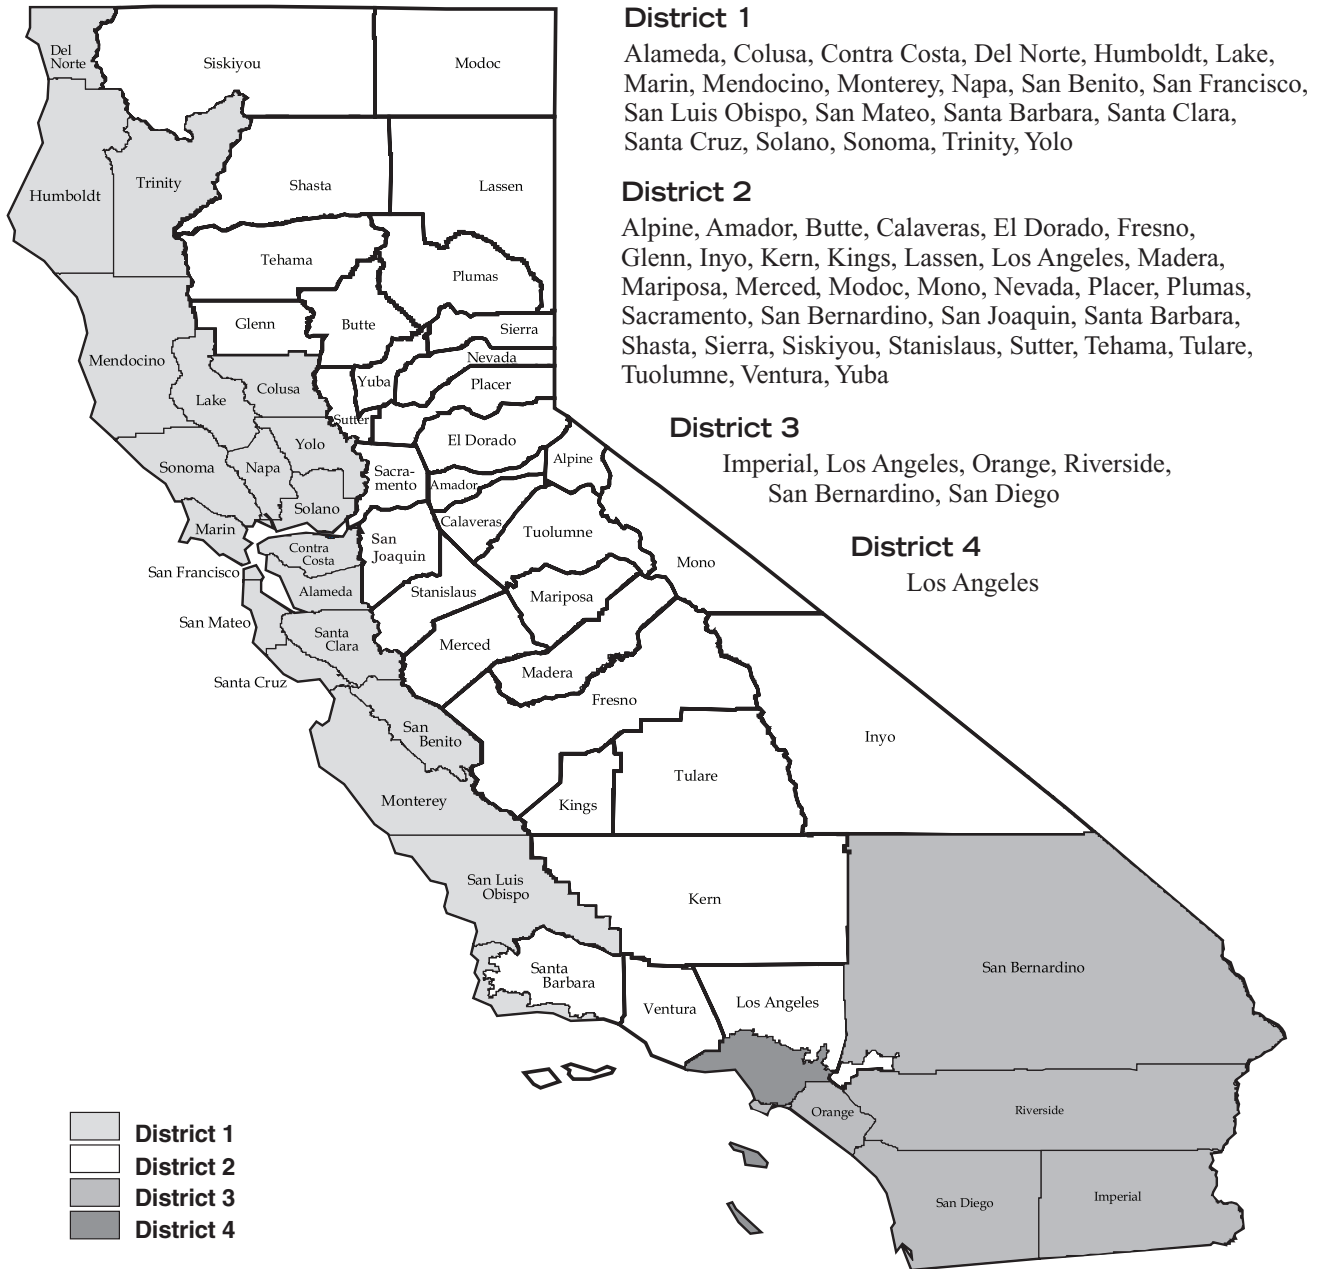 District 1
Alameda, Colusa, Contra Costa, Del Norte, Humboldt, Lake,
Marin, Mendocino, Monterey, Napa, San Benito, San Francisco,
San Luis Obispo, San Mateo, Santa Barbara, Santa Clara,
Santa Cruz, Solano, Sonoma, Trinity, Yolo
District 2
Alpine, Amador, Butte, Calaveras, El Dorado, Fresno,
Glenn, Inyo, Kern, Kings, Lassen, Los Angeles, Madera,
Mariposa, Merced, Modoc, Mono, Nevada, Placer, Plumas,
Sacramento, San Bernardino, San Joaquin, Santa Barbara,
Shasta, Sierra, Siskiyou, Stanislaus, Sutter, Tehama, Tulare,
Tuolumne, Ventura, Yuba
District 3
Imperial, Los Angeles, Orange, Riverside,
San Bernardino, San Diego
District 4
Los Angeles
Del
Norte
Siskiyou
Modoc
Humboldt
Trinity
Shasta
Lassen
Tehama
Plumas
Glenn
Butte
Sierra
Mendocino
Nevada
Colusa
Yuba
Placer
Lake
Sutter
Yolo
El Dorado
Sonoma
Napa
Sacra-
mento
Alpine
Amador
Solano
Calaveras
Marin
Tuolumne
Contra
Costa
San
Joaquin
Mono
San Francisco
Alameda
Stanislaus
Mariposa
San Mateo
Santa
Clara
Merced
Madera
Santa Cruz
Fresno
San
Benito
Inyo
Tulare
Monterey
Kings
San Luis
Obispo
Kern
Santa
Barbara
San Bernardino
Ventura
Los Angeles
Orange
Riverside
San Diego
Imperial
District 1
District 2
District 3
District 4